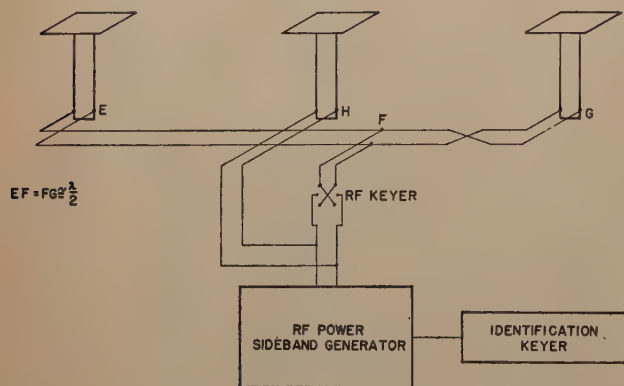 E
H
F
G
EF = FG ≅ λ/2
RF KEYER
RF POWER
SIDEBAND GENERATOR
IDENTIFICATION
KEYER